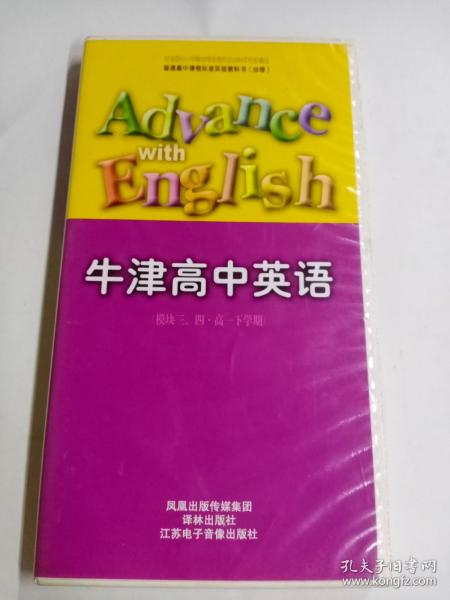 普通高中课程标准实验教科书（必修）
Advance
with
English
牛津高中英语
（模块三、四·高一下学期）
凤凰出版传媒集团
译林出版社
江苏电子音像出版社
孔夫子旧书网
kongfz.com